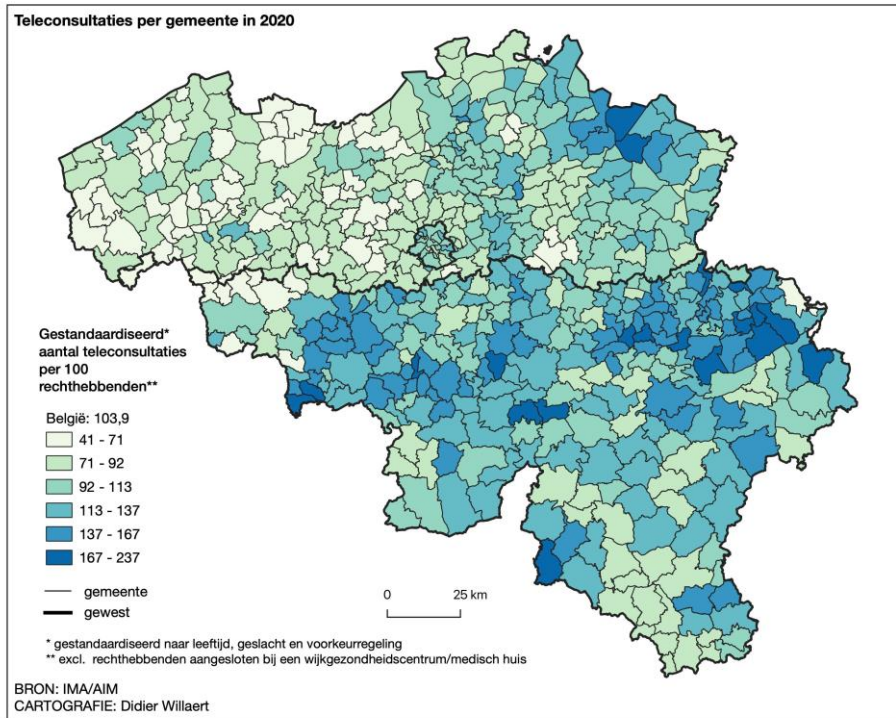 Teleconsultaties per gemeente in 2020
Gestandaardiseerd*
aantal teleconsultaties
per 100
rechthebbenden**
België: 103,9
41 - 71
71 - 92
92 - 113
113 - 137
137 - 167
167 - 237
gemeente
gewest
0 25 km
* gestandaardiseerd naar leeftijd, geslacht en voorkeurregeling
** excl. rechthebbenden aangesloten bij een wijkgezondheidscentrum/medisch huis
BRON: IMA/AIM
CARTOGRAFIE: Didier Willaert